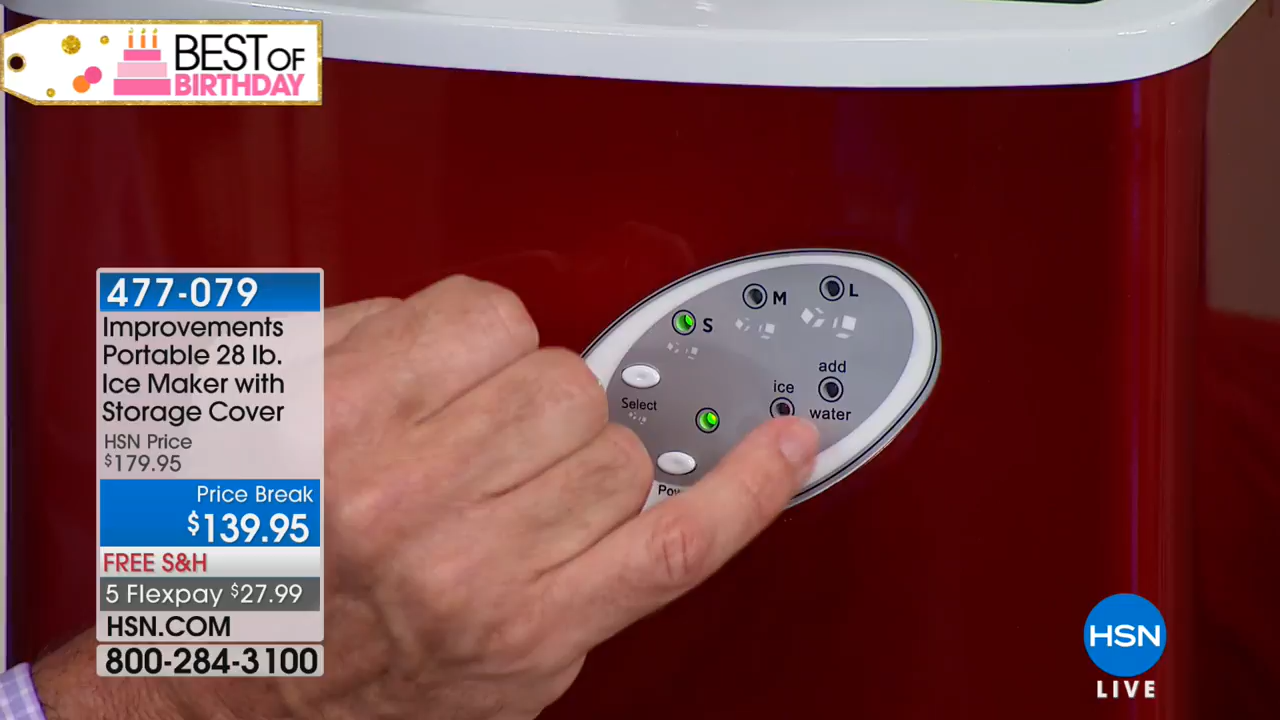 BEST OF
BIRTHDAY
477-079
Improvements
Portable 28 lb.
Ice Maker with
Storage Cover
HSN Price
$179.95
Price Break
$139.95
FREE S&H
5 Flexpay $27.99
HSN.COM
800-284-3100
S
M
L
Select
ice
add
water
HSN
LIVE